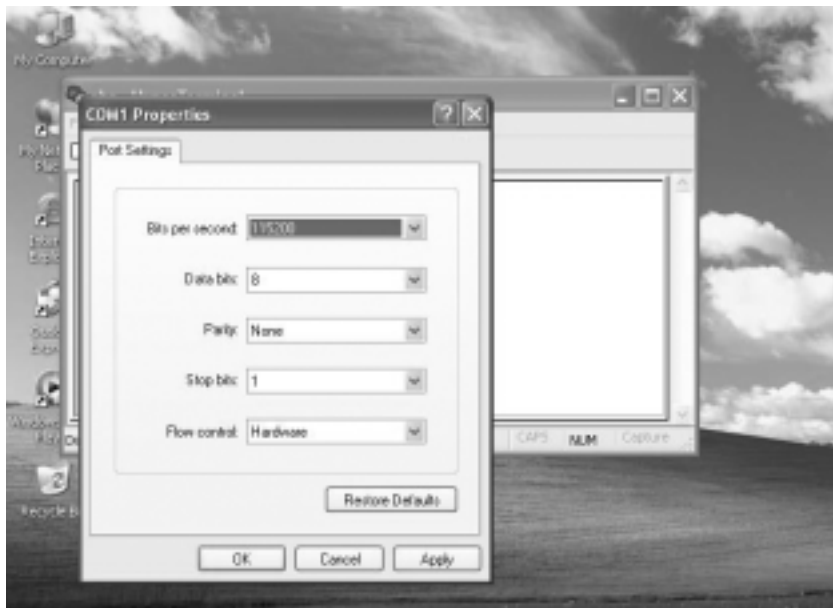 My Computer
COM1 Properties
Port Settings
Bits per second: 115200
Data bits: 8
Parity: None
Stop bits: 1
Flow control: Hardware
CAPS NUM Capture
Restore Defaults
Recycle
OK Cancel Apply